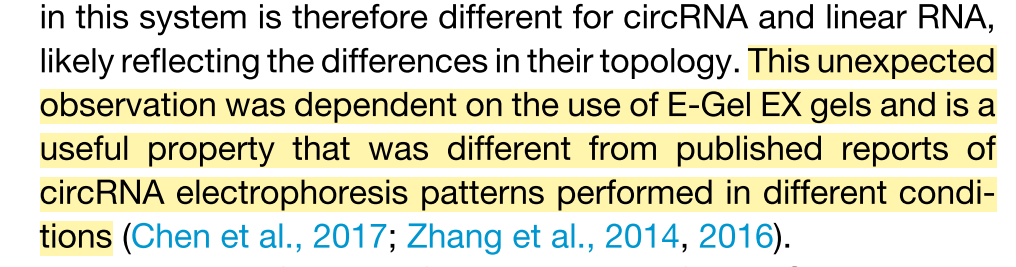 in this system is therefore different for circRNA and linear RNA,
likely reflecting the differences in their topology. This unexpected
observation was dependent on the use of E-Gel EX gels and is a
useful property that was different from published reports of
circRNA electrophoresis patterns performed in different condi-
tions (Chen et al., 2017; Zhang et al., 2014, 2016).